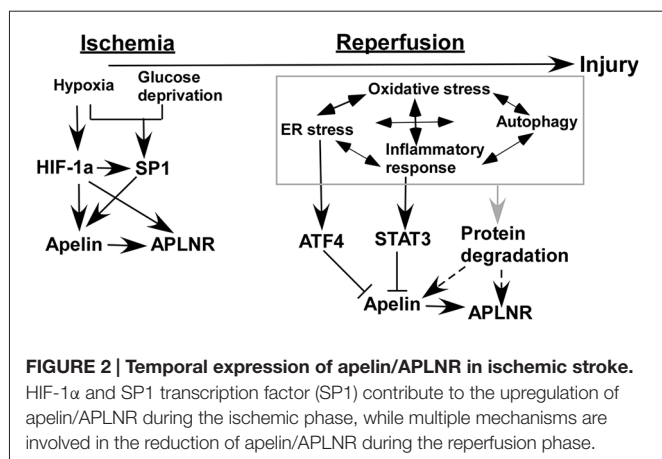 Ischemia
Reperfusion
Injury
Hypoxia
Glucose
deprivation
HIF-1a
SP1
Apelin
APLNR
Oxidative stress
ER stress
Autophagy
Inflammatory
response
ATF4
STAT3
Protein
degradation
Apelin
APLNR
FIGURE 2 | Temporal expression of apelin/APLNR in ischemic stroke.
HIF-1α and SP1 transcription factor (SP1) contribute to the upregulation of
apelin/APLNR during the ischemic phase, while multiple mechanisms are
involved in the reduction of apelin/APLNR during the reperfusion phase.